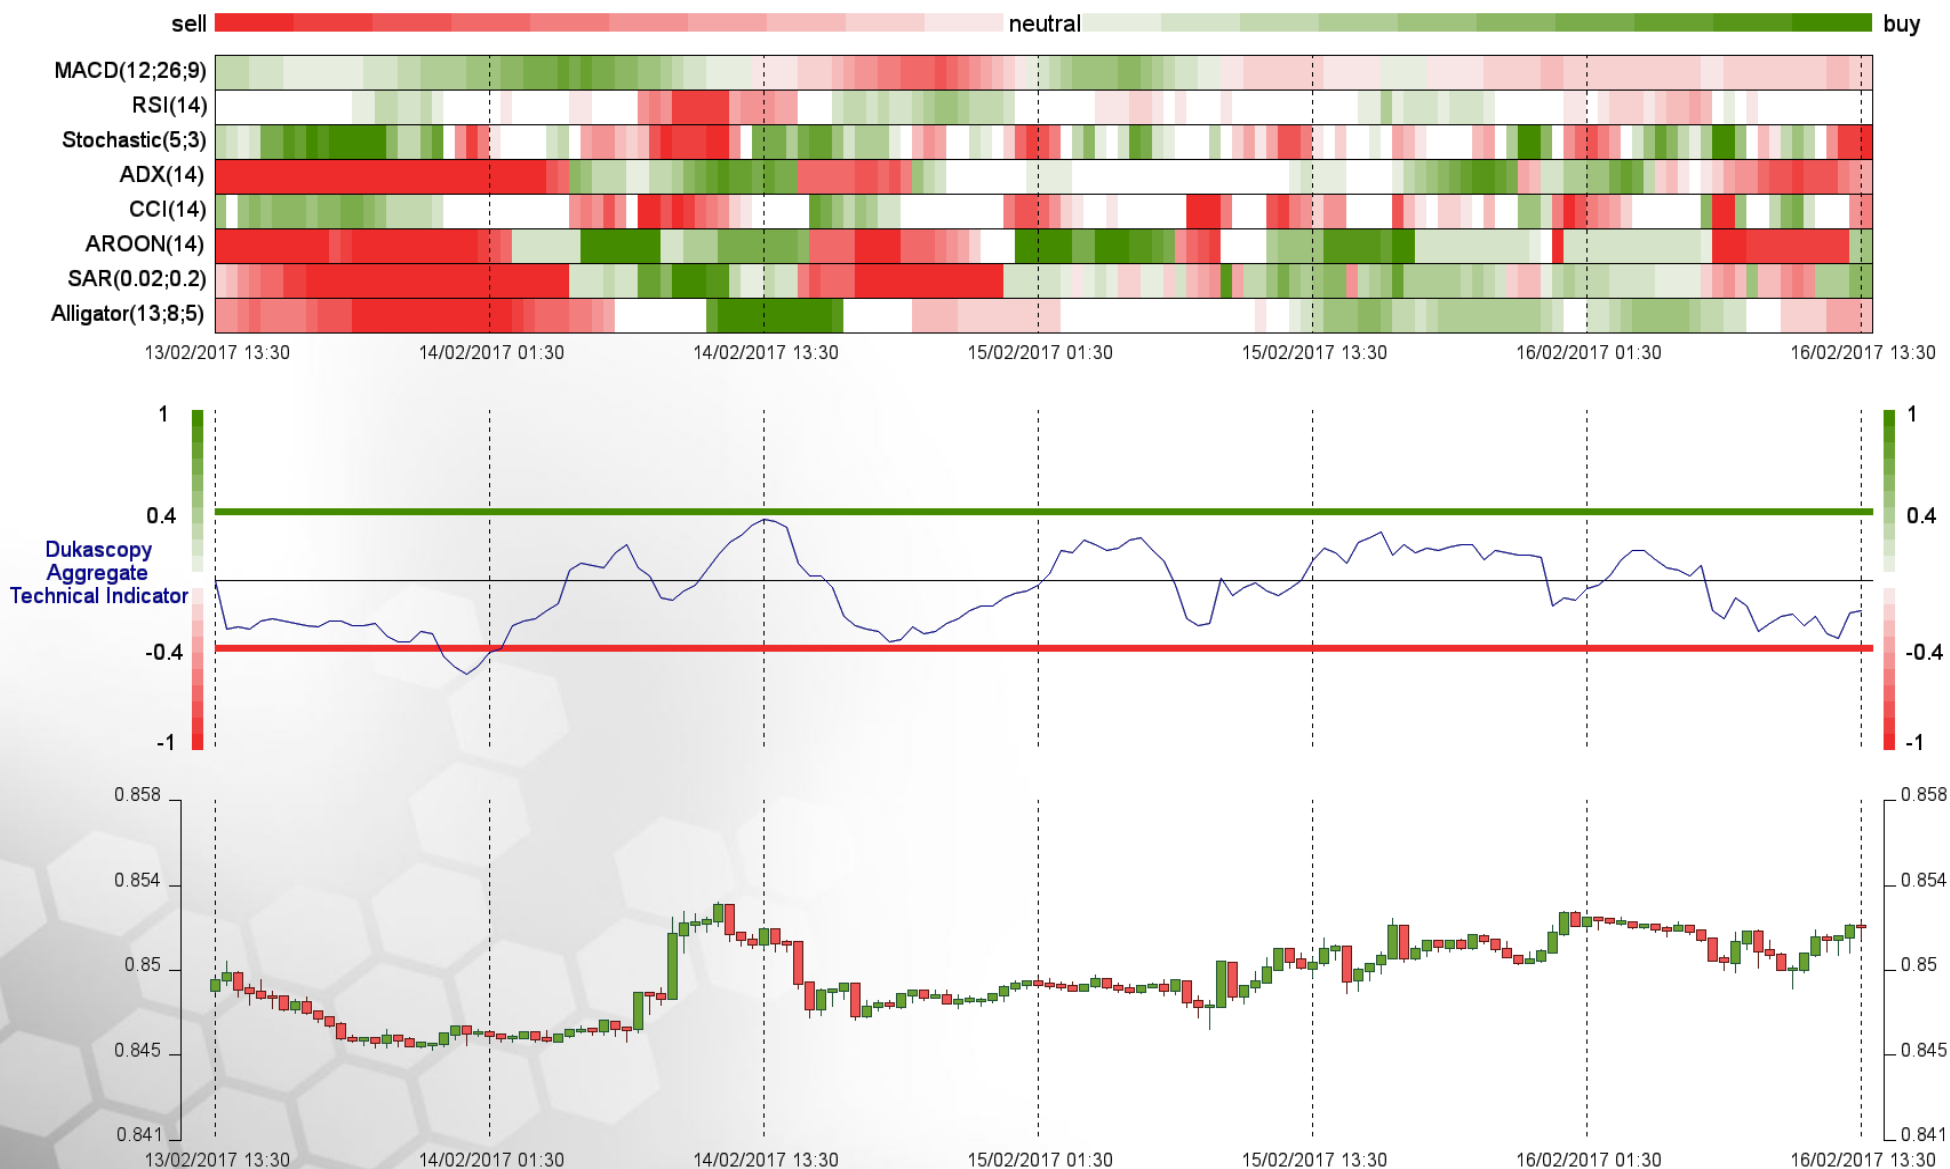 sell neutral buy
MACD(12;26;9)
RSI(14)
Stochastic(5;3)
ADX(14)
CCI(14)
AROON(14)
SAR(0.02;0.2)
Alligator(13;8;5)
13/02/2017 13:30 14/02/2017 01:30 14/02/2017 13:30 15/02/2017 01:30 15/02/2017 13:30 16/02/2017 01:30 16/02/2017 13:30
1 1
0.4 0.4
Dukascopy
Aggregate
Technical Indicator
-0.4 -0.4
-1 -1
0.858 0.858
0.854 0.854
0.85 0.85
0.845 0.845
0.841 0.841
13/02/2017 13:30 14/02/2017 01:30 14/02/2017 13:30 15/02/2017 01:30 15/02/2017 13:30 16/02/2017 01:30 16/02/2017 13:30